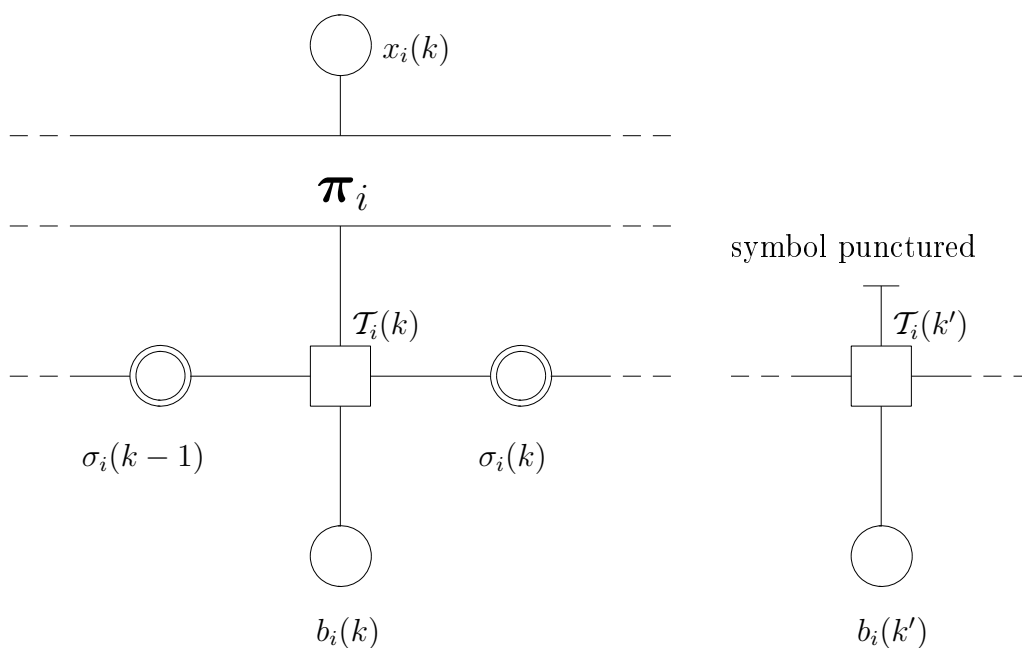 x_i(k)
π_i
symbol punctured
𝒯_i(k)
𝒯_i(k′)
σ_i(k − 1)
σ_i(k)
b_i(k)
b_i(k′)